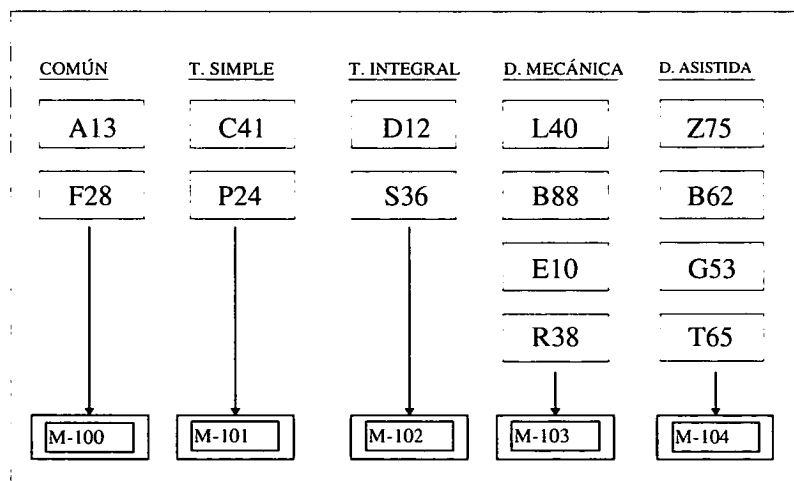 COMÚN T. SIMPLE T. INTEGRAL D. MECÁNICA D. ASISTIDA
A13 C41 D12 L40 Z75
F28 P24 S36 B88 B62
E10 G53
R38 T65
M-100 M-101 M-102 M-103 M-104